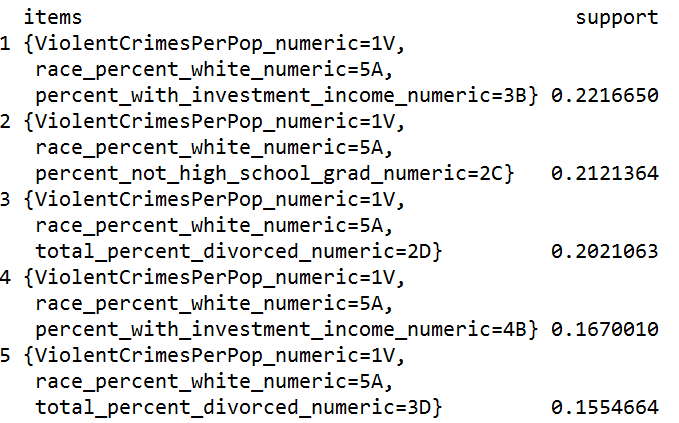 items support
1 {ViolentCrimesPerPop_numeric=1V,
race_percent_white_numeric=5A,
percent_with_investment_income_numeric=3B} 0.2216650
2 {ViolentCrimesPerPop_numeric=1V,
race_percent_white_numeric=5A,
percent_not_high_school_grad_numeric=2C} 0.2121364
3 {ViolentCrimesPerPop_numeric=1V,
race_percent_white_numeric=5A,
total_percent_divorced_numeric=2D} 0.2021063
4 {ViolentCrimesPerPop_numeric=1V,
race_percent_white_numeric=5A,
percent_with_investment_income_numeric=4B} 0.1670010
5 {ViolentCrimesPerPop_numeric=1V,
race_percent_white_numeric=5A,
total_percent_divorced_numeric=3D} 0.1554664